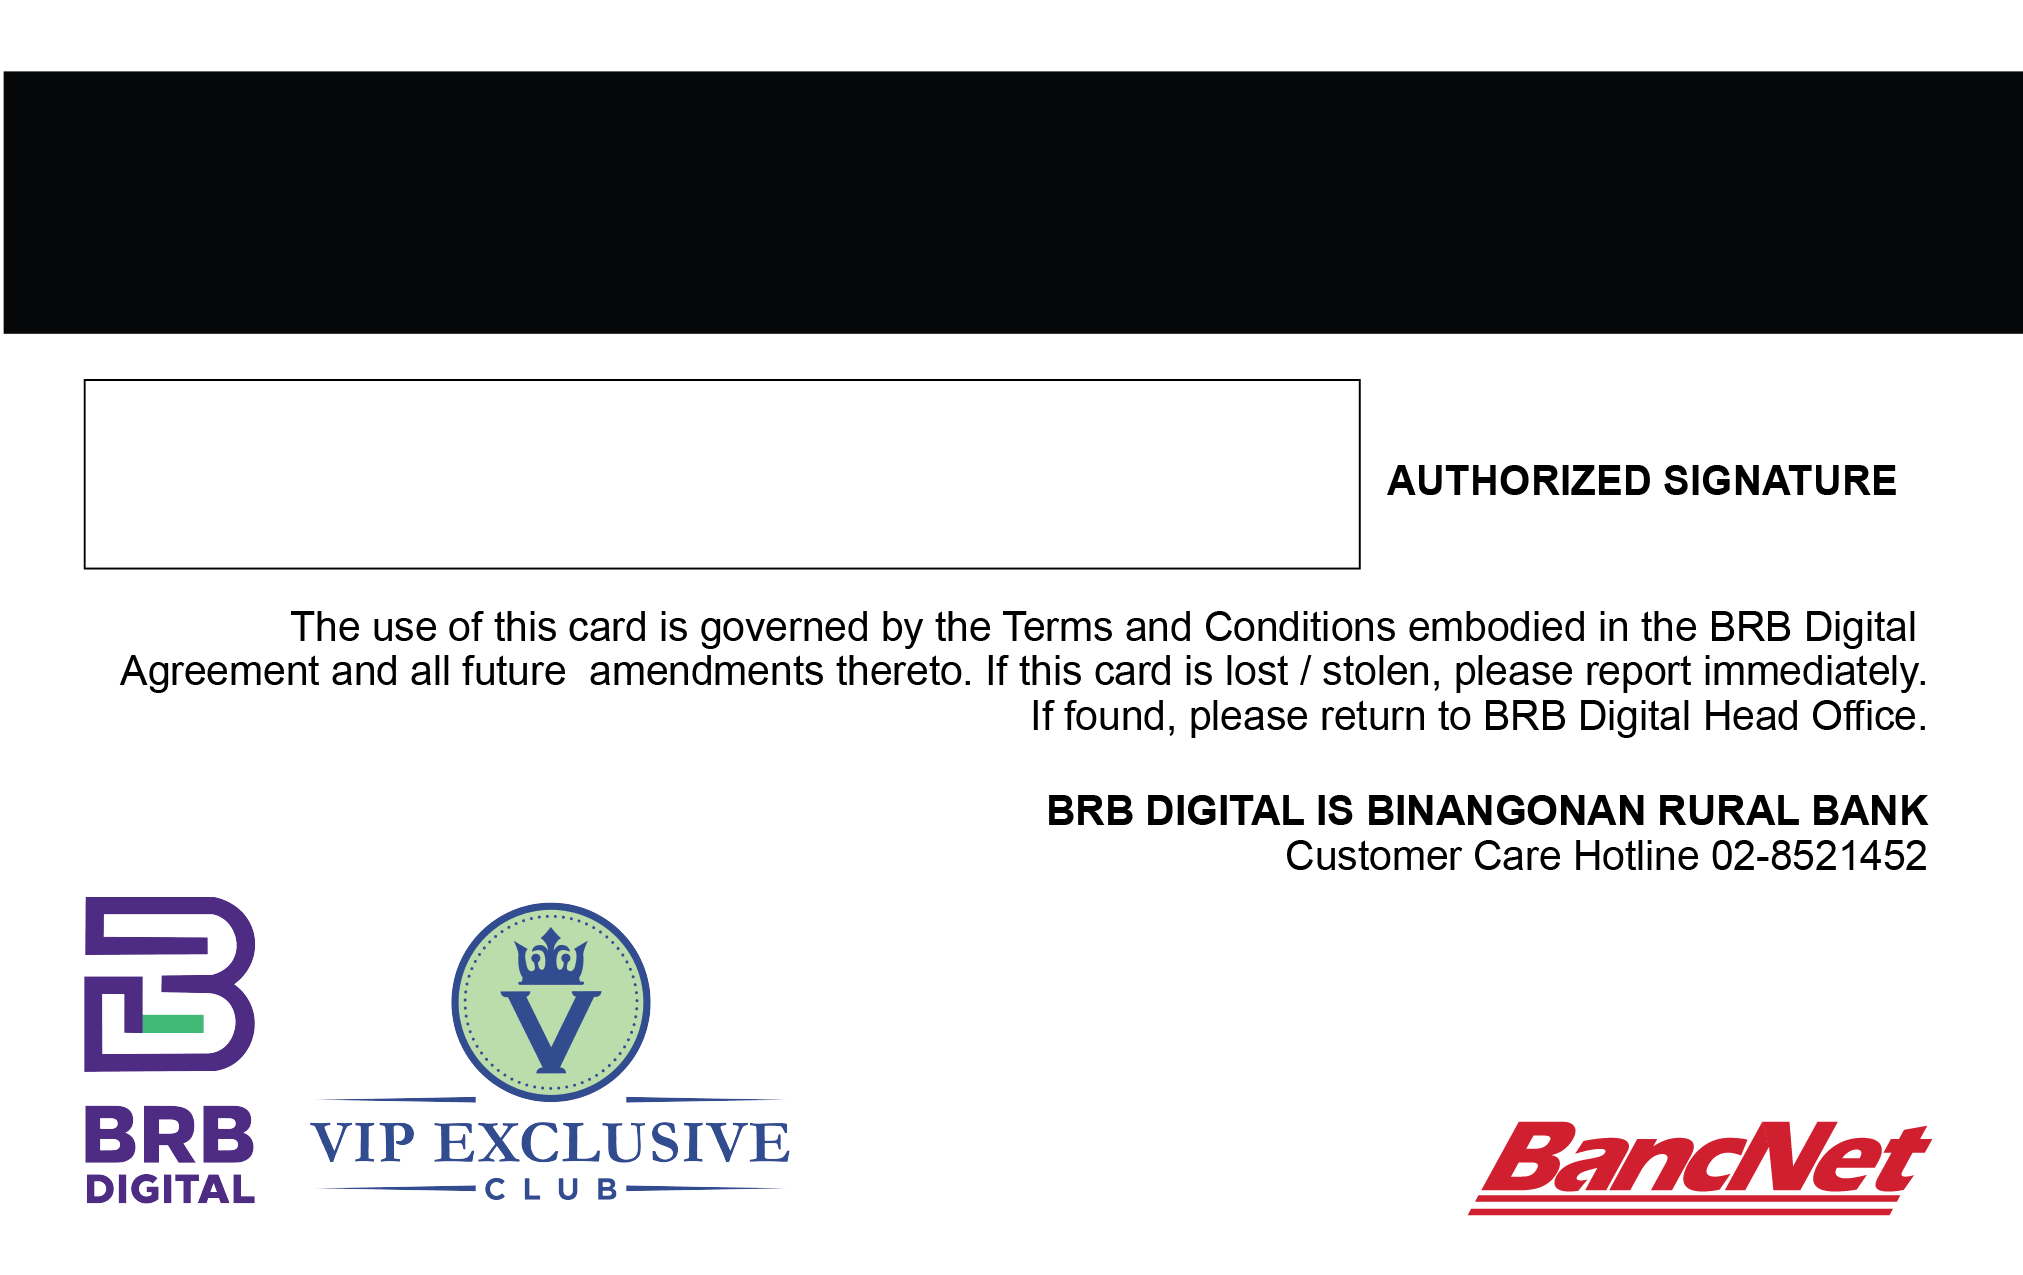 AUTHORIZED SIGNATURE
The use of this card is governed by the Terms and Conditions embodied in the BRB Digital
Agreement and all future  amendments thereto. If this card is lost / stolen, please report immediately.
If found, please return to BRB Digital Head Office.
BRB DIGITAL IS BINANGONAN RURAL BANK
Customer Care Hotline 02-8521452
BRB
DIGITAL
V
VIP EXCLUSIVE
CLUB
BancNet